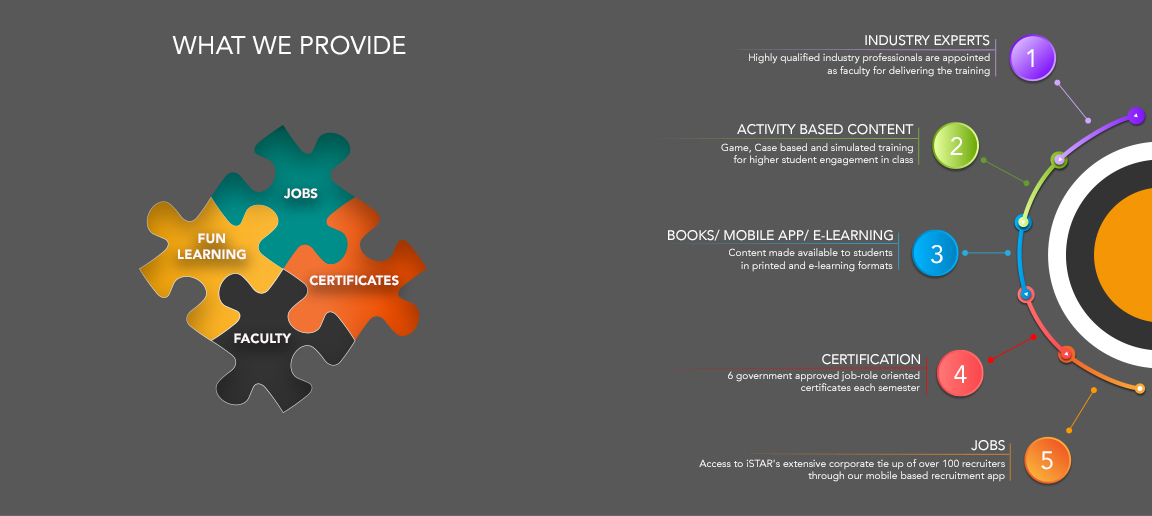 WHAT WE PROVIDE
JOBS
FUN
LEARNING
CERTIFICATES
FACULTY
INDUSTRY EXPERTS
Highly qualified industry professionals are appointed
as faculty for delivering the training
1
ACTIVITY BASED CONTENT
Game, Case based and simulated training
for higher student engagement in class
2
BOOKS/ MOBILE APP/ E-LEARNING
Content made available to students
in printed and e-learning formats
3
CERTIFICATION
6 government approved job-role oriented
certificates each semester
4
JOBS
Access to iSTAR's extensive corporate tie up of over 100 recruiters
through our mobile based recruitment app
5